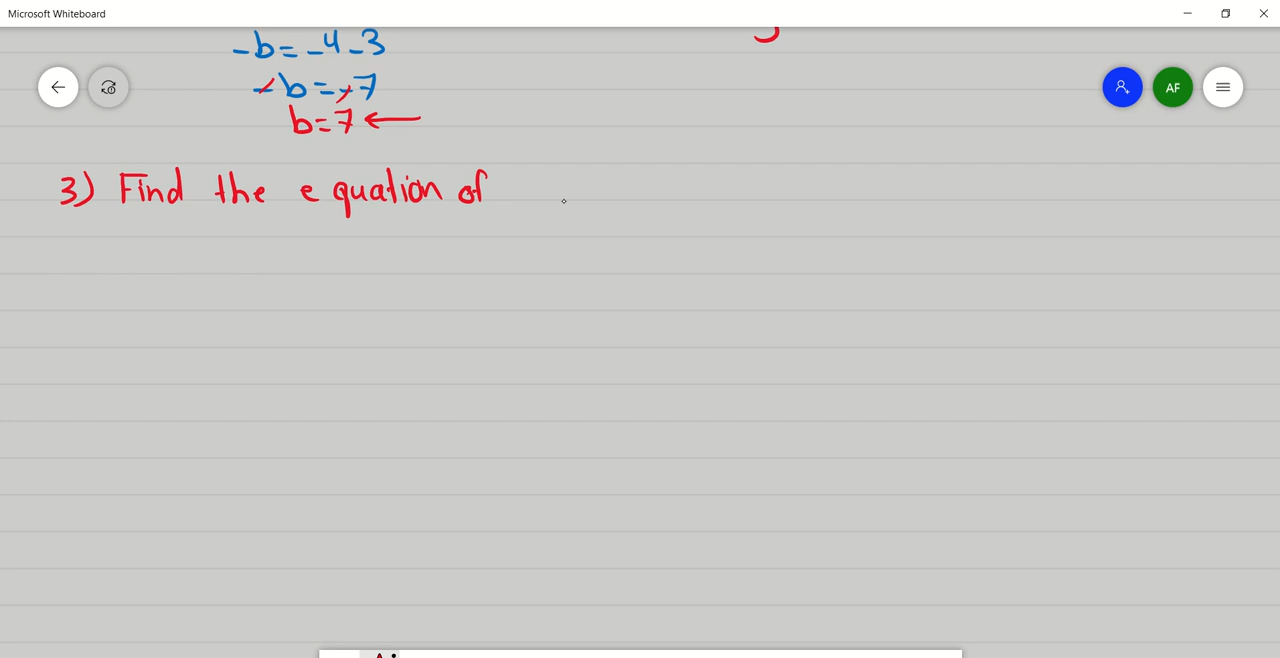 Microsoft Whiteboard
-b = -4 -3
-b = -7
b = 7 ←
AF
3) Find the equation of